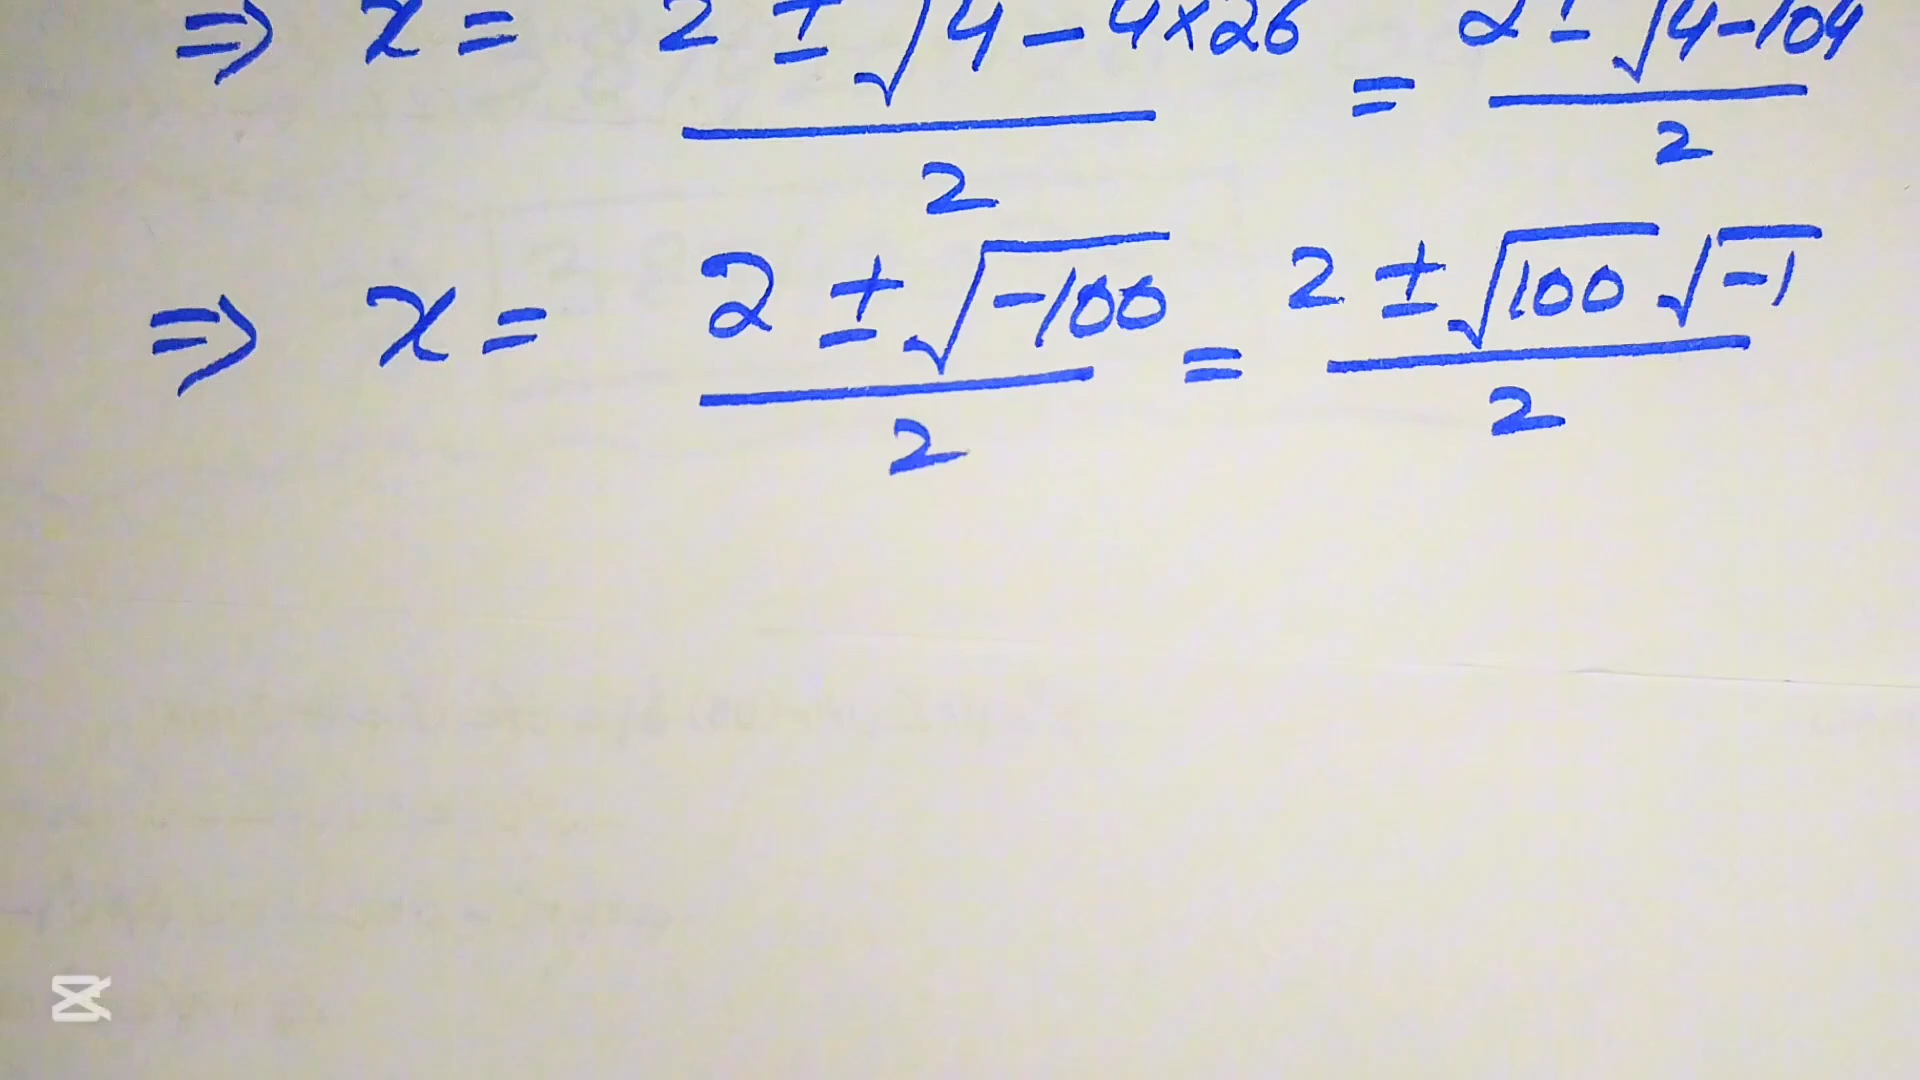 ⇒ x = 2 ± √4 - 4×26 / 2 = 2 ± √4-104 / 2
⇒ x = 2 ± √-100 / 2 = 2 ± √100 √-1 / 2